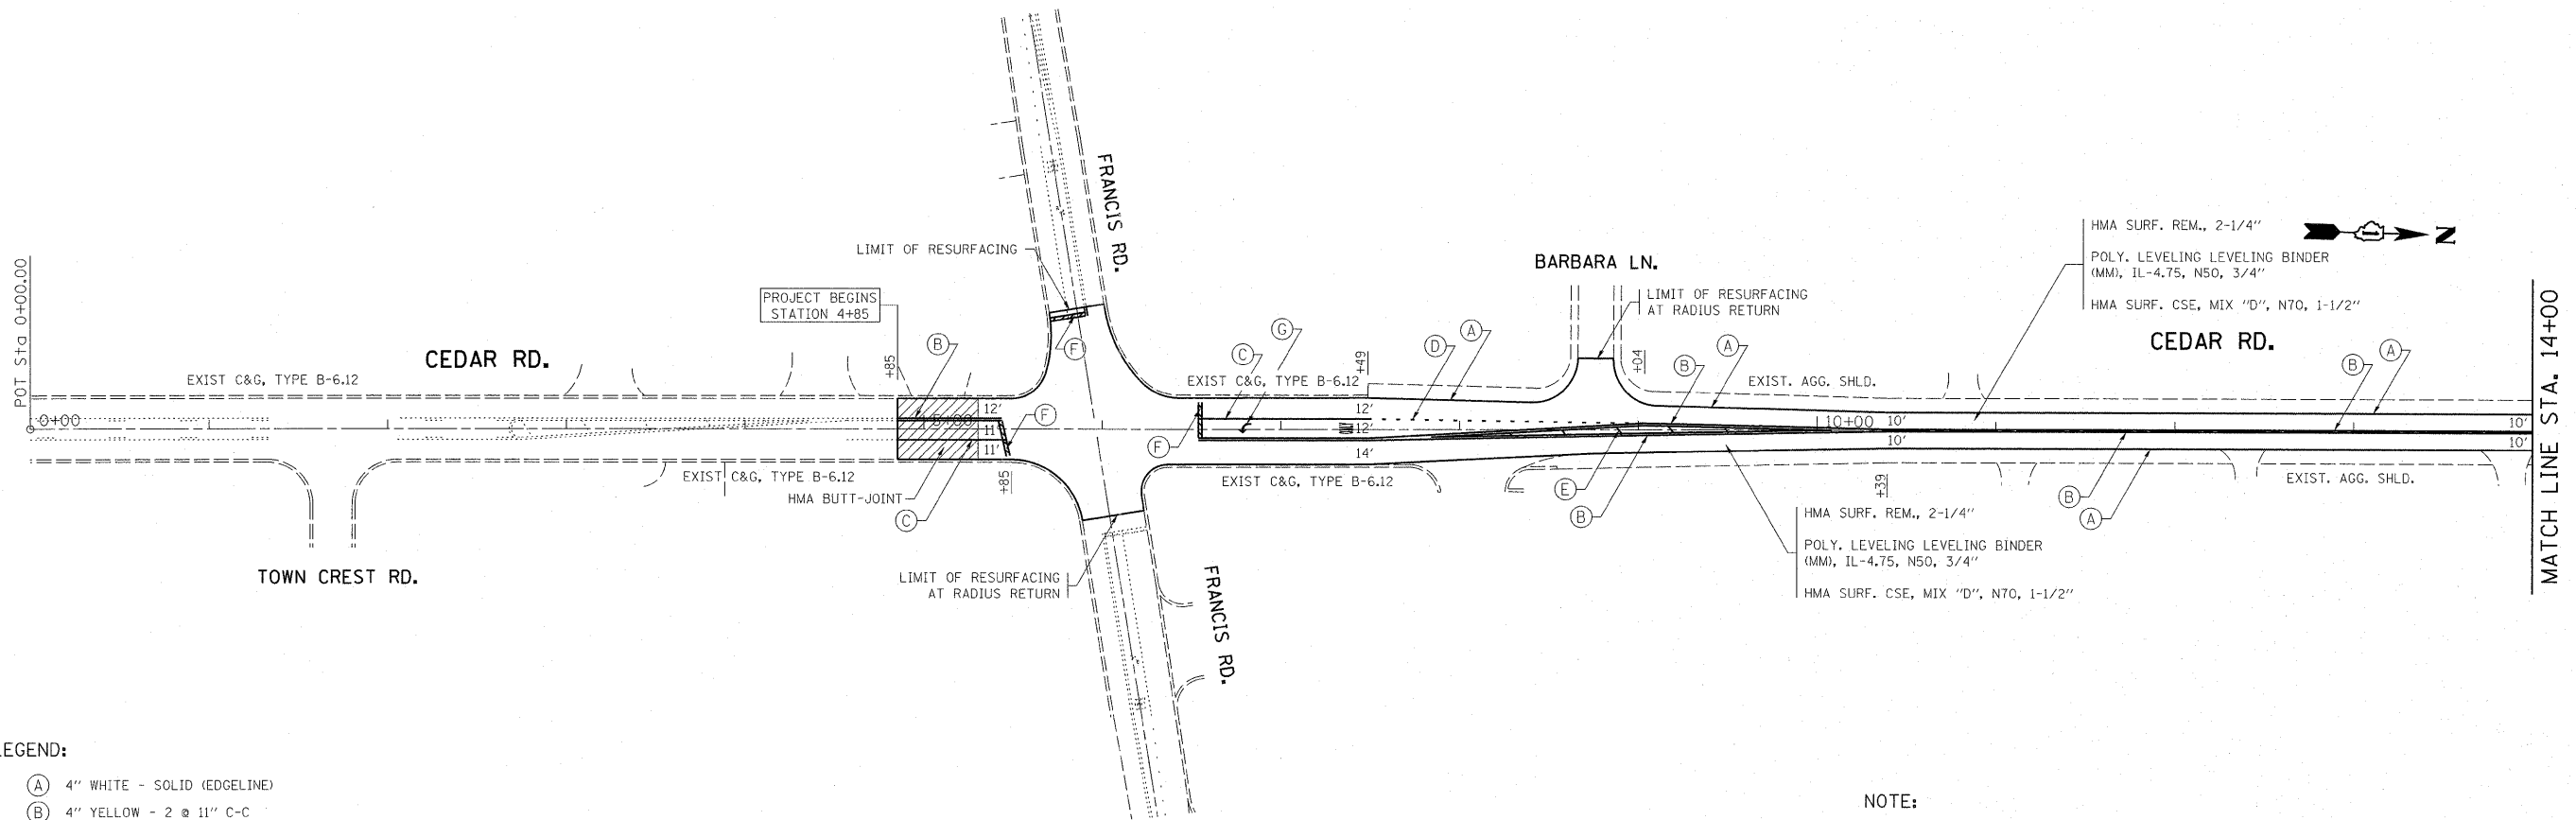 FRANCIS RD.
LIMIT OF RESURFACING
F
PROJECT BEGINS
STATION 4+85
POT Sta 0+00.00
CEDAR RD.
EXIST C&G, TYPE B-6.12
0+00
+85
B
12'
11'
11'
5+00
F
EXIST C&G, TYPE B-6.12
HMA BUTT-JOINT
C
+85
TOWN CREST RD.
LIMIT OF RESURFACING
AT RADIUS RETURN
FRANCIS RD.
F
C
G
EXIST C&G, TYPE B-6.12
+49
12'
12'
14'
EXIST C&G, TYPE B-6.12
D
A
BARBARA LN.
LIMIT OF RESURFACING
AT RADIUS RETURN
+04
B
A
E
B
EXIST. AGG. SHLD.
10+00
10'
10'
+39
HMA SURF. REM., 2-1/4"
POLY. LEVELING LEVELING BINDER
(MM), IL-4.75, N50, 3/4"
HMA SURF. CSE, MIX "D", N70, 1-1/2"
N
CEDAR RD.
B
A
10'
10'
B
A
EXIST. AGG. SHLD.
HMA SURF. REM., 2-1/4"
POLY. LEVELING LEVELING BINDER
(MM), IL-4.75, N50, 3/4"
HMA SURF. CSE, MIX "D", N70, 1-1/2"
MATCH LINE STA. 14+00
LEGEND:
A 4" WHITE - SOLID (EDGELINE)
B 4" YELLOW - 2 @ 11" C-C
NOTE: